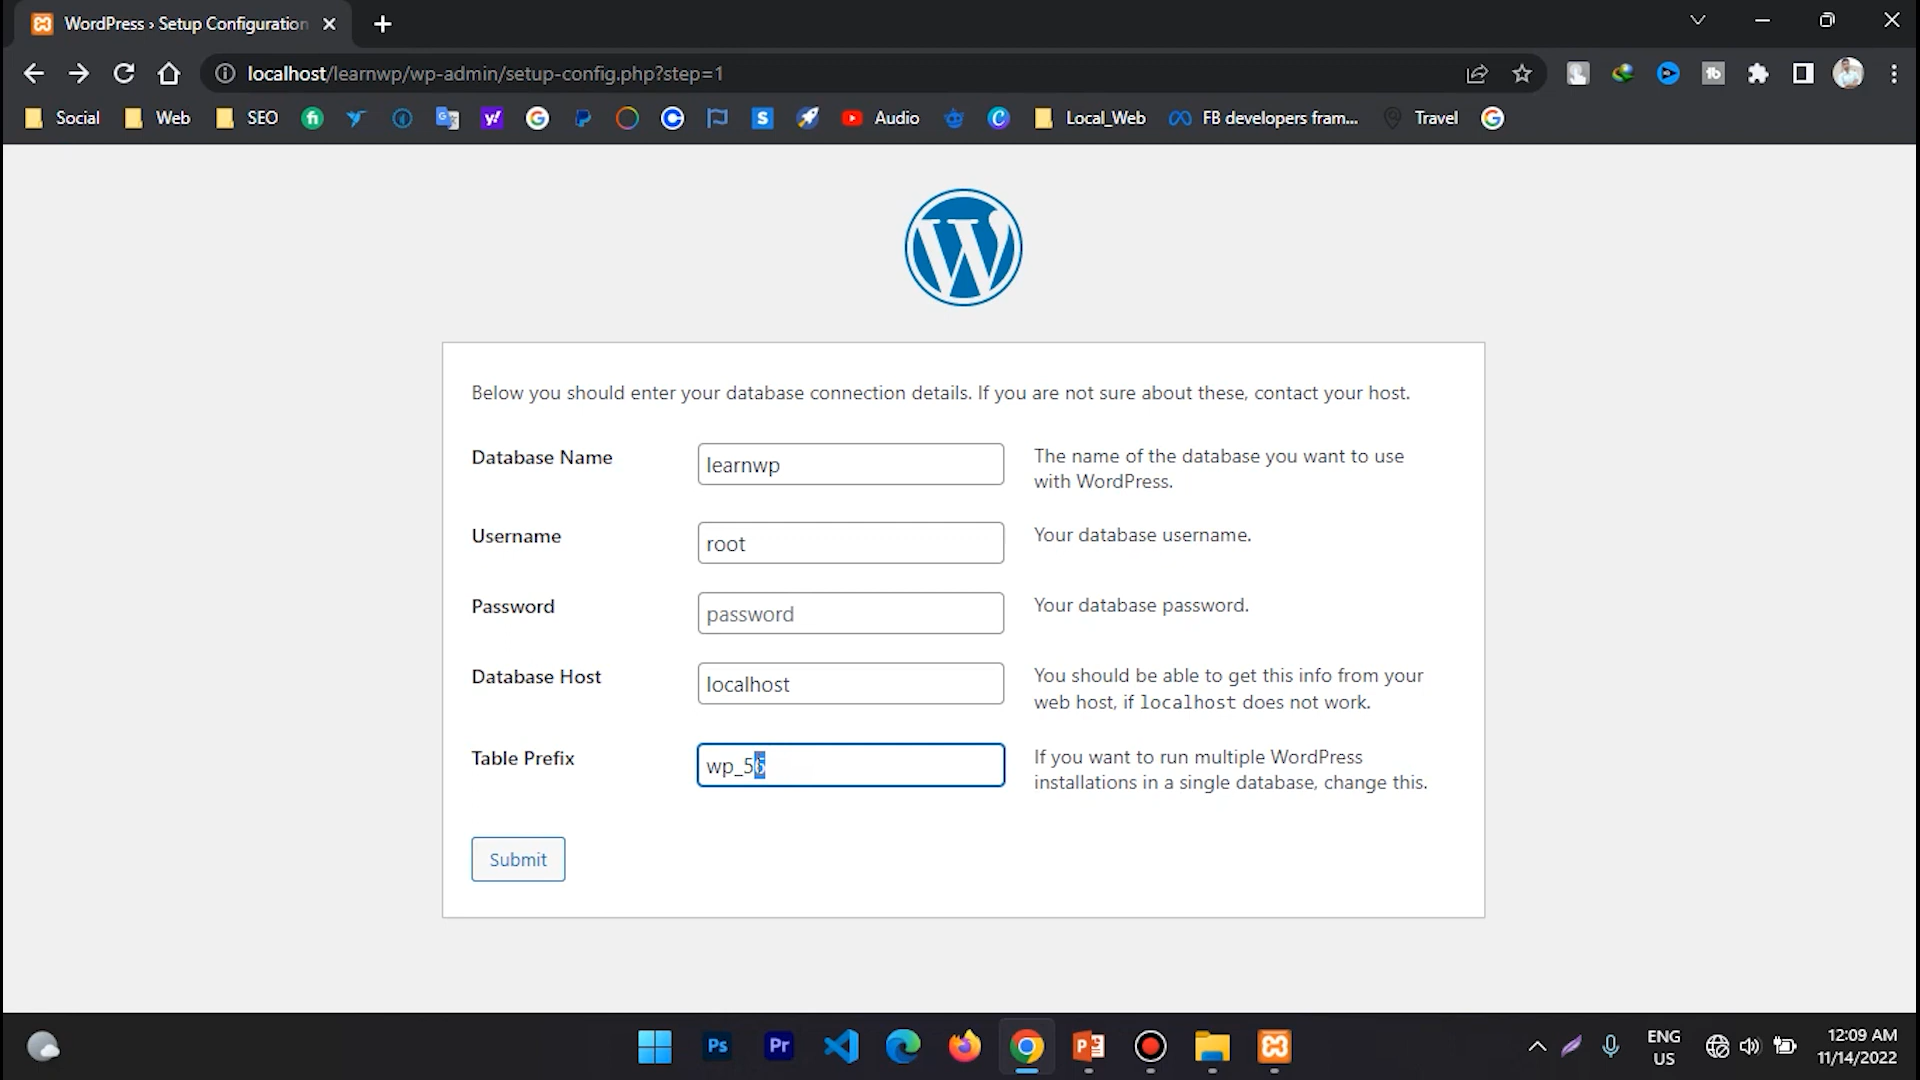 WordPress › Setup Configuration
localhost/learnwp/wp-admin/setup-config.php?step=1
Social
Web
SEO
Audio
Local_Web
FB developers fram...
Travel
Below you should enter your database connection details. If you are not sure about these, contact your host.
Database Name
learnwp
The name of the database you want to use
with WordPress.
Username
root
Your database username.
Password
password
Your database password.
Database Host
localhost
You should be able to get this info from your
web host, if localhost does not work.
Table Prefix
If you want to run multiple WordPress
installations in a single database, change this.
Submit
Ps
Pr
ENG
US
12:09 AM
11/14/2022